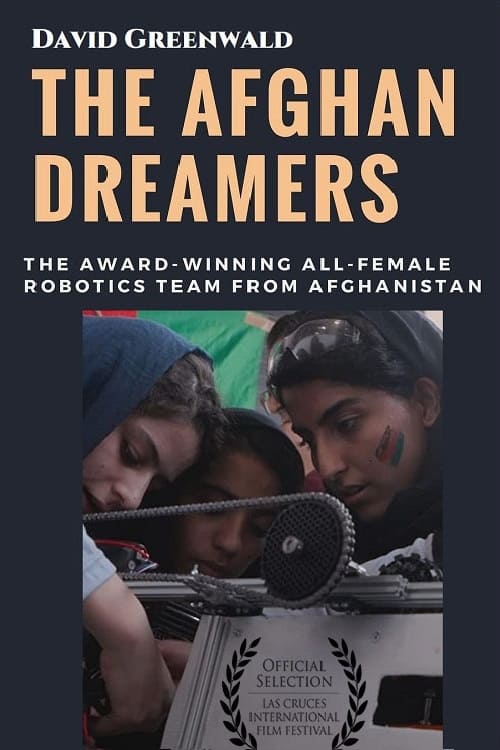 DAVID GREENWALD
THE AFGHAN
DREAMERS
THE AWARD-WINNING ALL-FEMALE
ROBOTICS TEAM FROM AFGHANISTAN
OFFICIAL
SELECTION
LAS CRUCES
INTERNATIONAL
FILM FESTIVAL